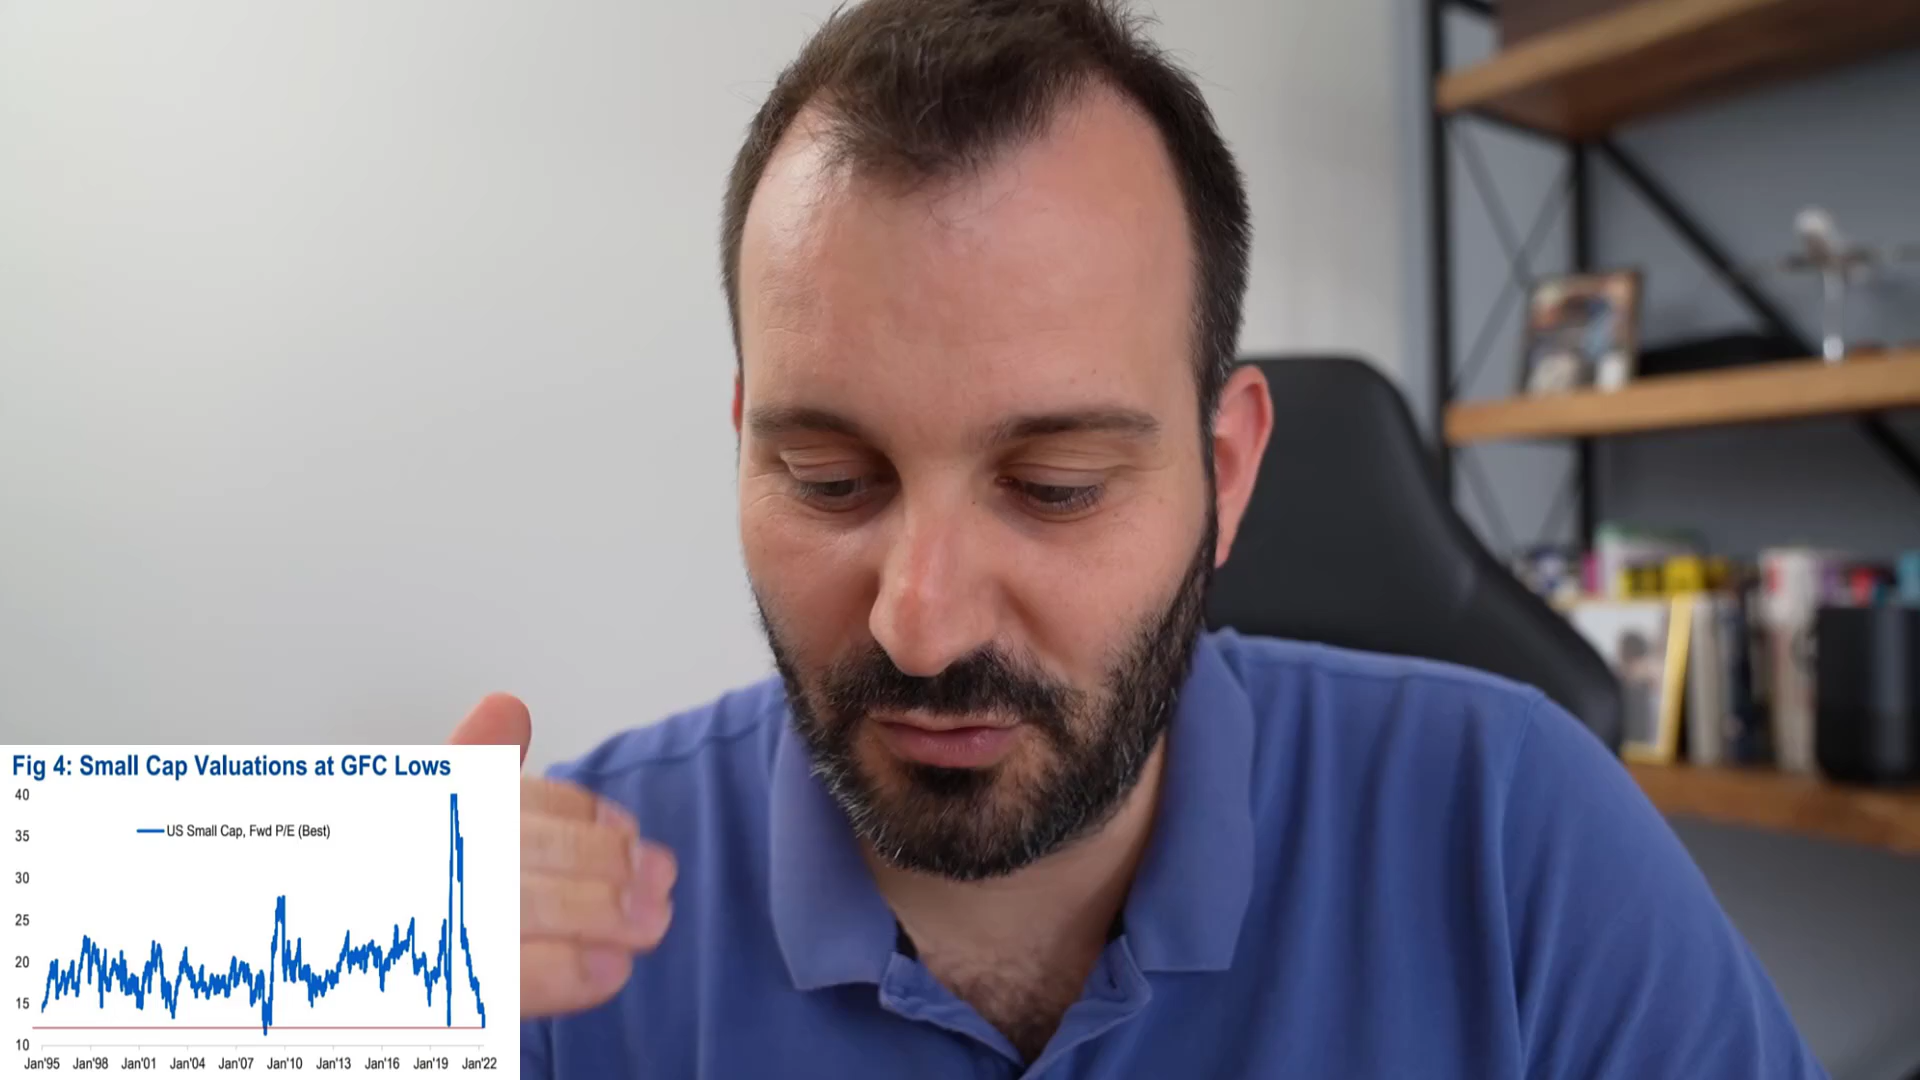 Fig 4: Small Cap Valuations at GFC Lows
40
US Small Cap, Fwd P/E (Best)
35
30
25
20
15
10
Jan'95 Jan'98 Jan'01 Jan'04 Jan'07 Jan'10 Jan'13 Jan'16 Jan'19 Jan'22